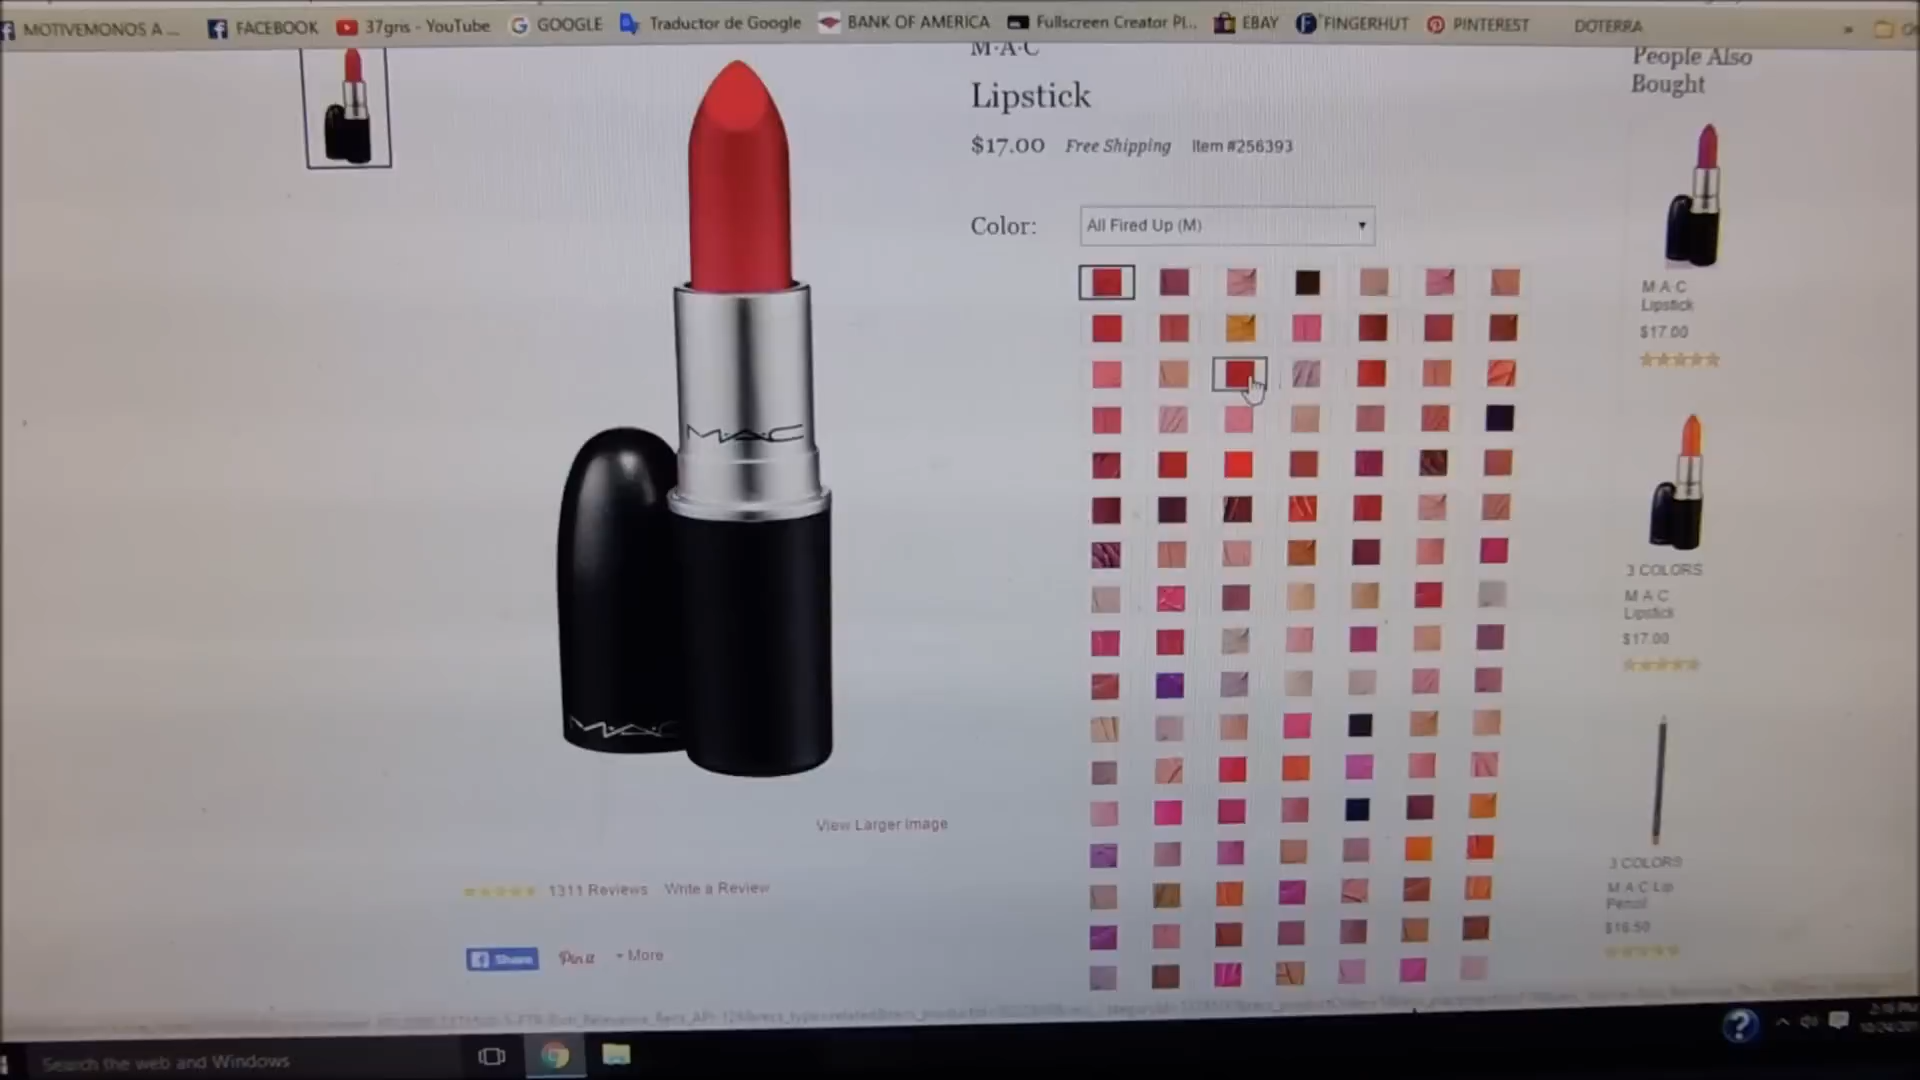 MOTIVEMONOS A ...
FACEBOOK
37gns - YouTube
GOOGLE
Traductor de Google
BANK OF AMERICA
Fullscreen Creator Pl...
EBAY
FINGERHUT
PINTEREST
DOTERRA
»
M·A·C
Lipstick
$17.00 Free Shipping Item #256393
Color: All Fired Up (M)
MAC
MAC
View Larger Image
1311 Reviews Write a Review
Share Pin it + More
People Also
Bought
M A C
Lipstick
$17.00
3 COLORS
M A C
Lipstick
$17.00
3 COLORS
M A C Lip
Pencil
$16.50
Search the web and Windows